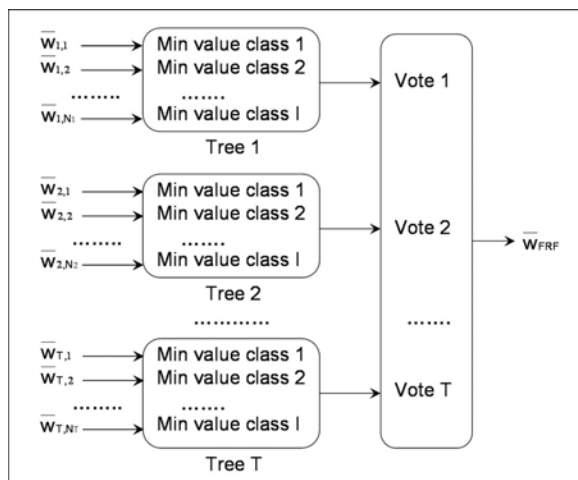 w̅1,1 Min value class 1
w̅1,2 Min value class 2 Vote 1
........ .......
w̅1,N1 Min value class I
Tree 1
w̅2,1 Min value class 1
w̅2,2 Min value class 2 Vote 2
........ ....... w̅FRF
w̅2,N2 Min value class I
Tree 2
............ .......
w̅T,1 Min value class 1
w̅T,2 Min value class 2 Vote T
........ .......
w̅T,NT Min value class I
Tree T